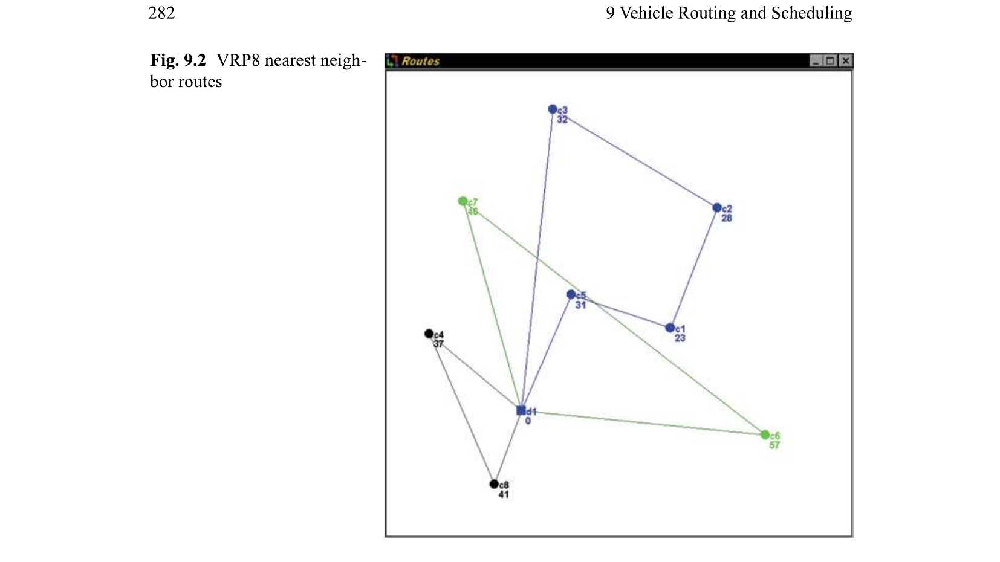 282
9 Vehicle Routing and Scheduling
Fig. 9.2 VRP8 nearest neigh-
bor routes
Routes
c3
32
c7
46
c2
28
c5
31
c1
23
c4
37
d1
0
c6
57
c8
41